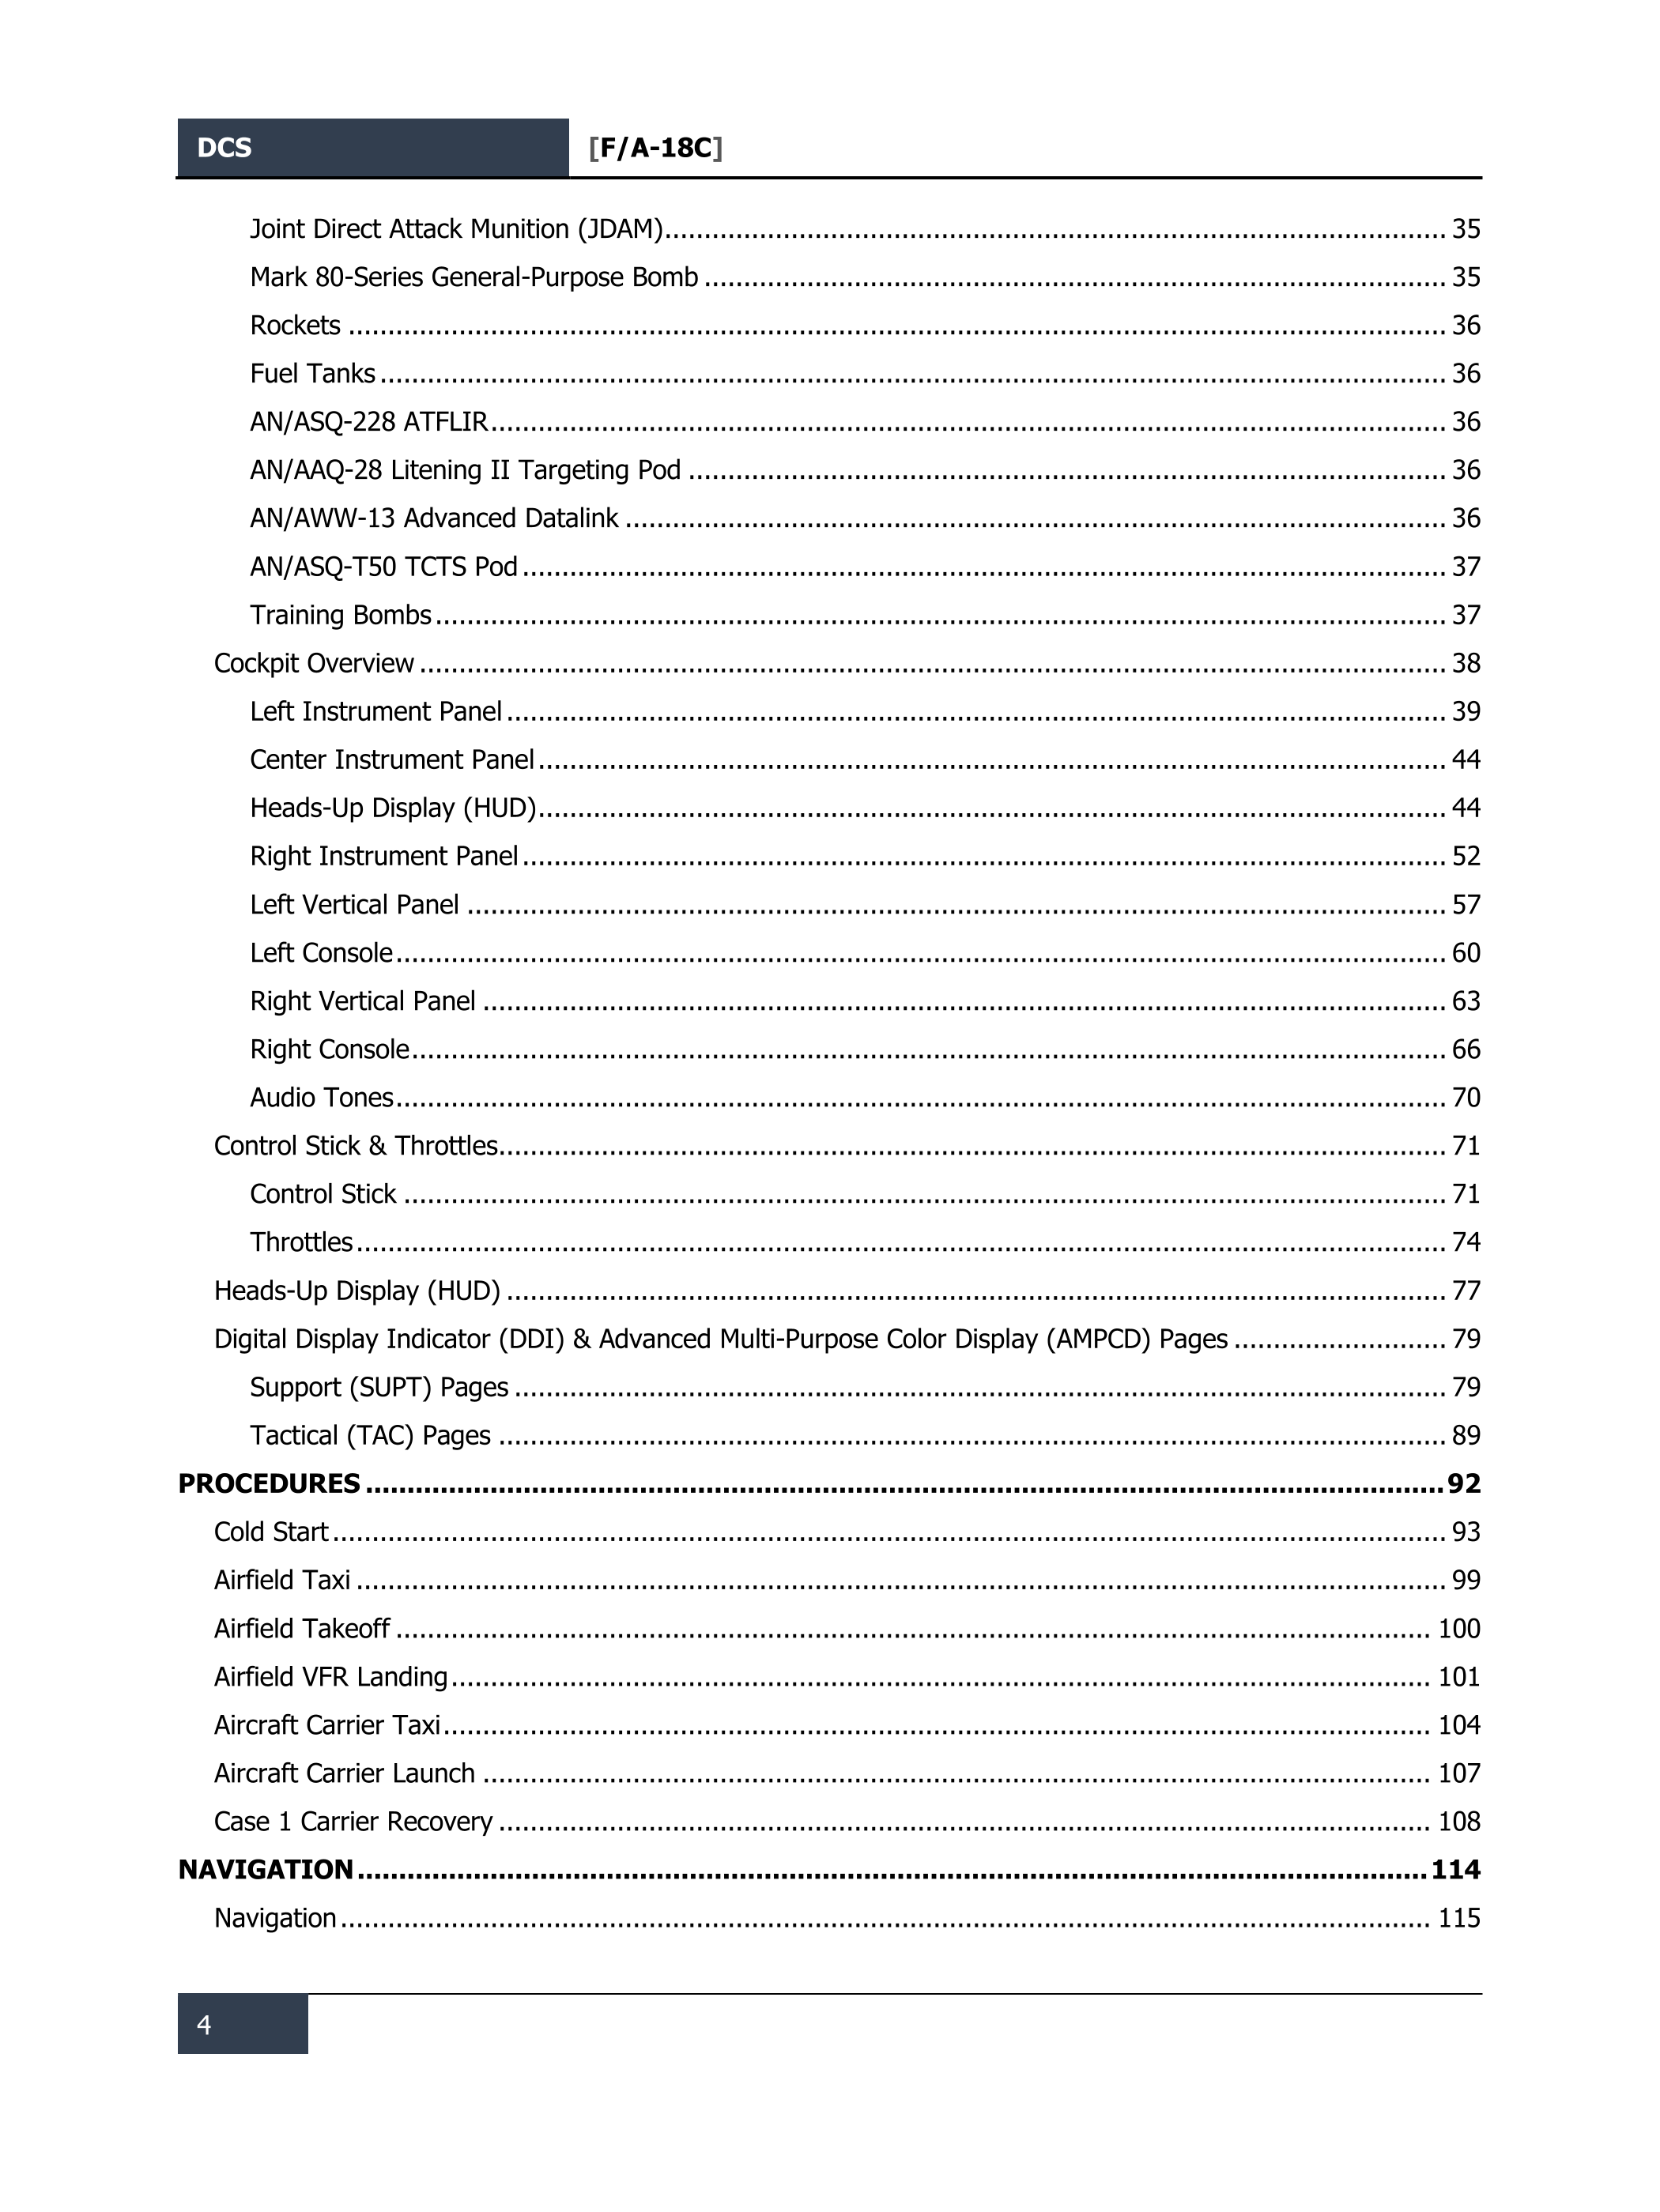 DCS [F/A-18C]
Joint Direct Attack Munition (JDAM) 35
Mark 80-Series General-Purpose Bomb 35
Rockets 36
Fuel Tanks 36
AN/ASQ-228 ATFLIR 36
AN/AAQ-28 Litening II Targeting Pod 36
AN/AWW-13 Advanced Datalink 36
AN/ASQ-T50 TCTS Pod 37
Training Bombs 37
Cockpit Overview 38
Left Instrument Panel 39
Center Instrument Panel 44
Heads-Up Display (HUD) 44
Right Instrument Panel 52
Left Vertical Panel 57
Left Console 60
Right Vertical Panel 63
Right Console 66
Audio Tones 70
Control Stick & Throttles 71
Control Stick 71
Throttles 74
Heads-Up Display (HUD) 77
Digital Display Indicator (DDI) & Advanced Multi-Purpose Color Display (AMPCD) Pages 79
Support (SUPT) Pages 79
Tactical (TAC) Pages 89
PROCEDURES 92
Cold Start 93
Airfield Taxi 99
Airfield Takeoff 100
Airfield VFR Landing 101
Aircraft Carrier Taxi 104
Aircraft Carrier Launch 107
Case 1 Carrier Recovery 108
NAVIGATION 114
Navigation 115
4